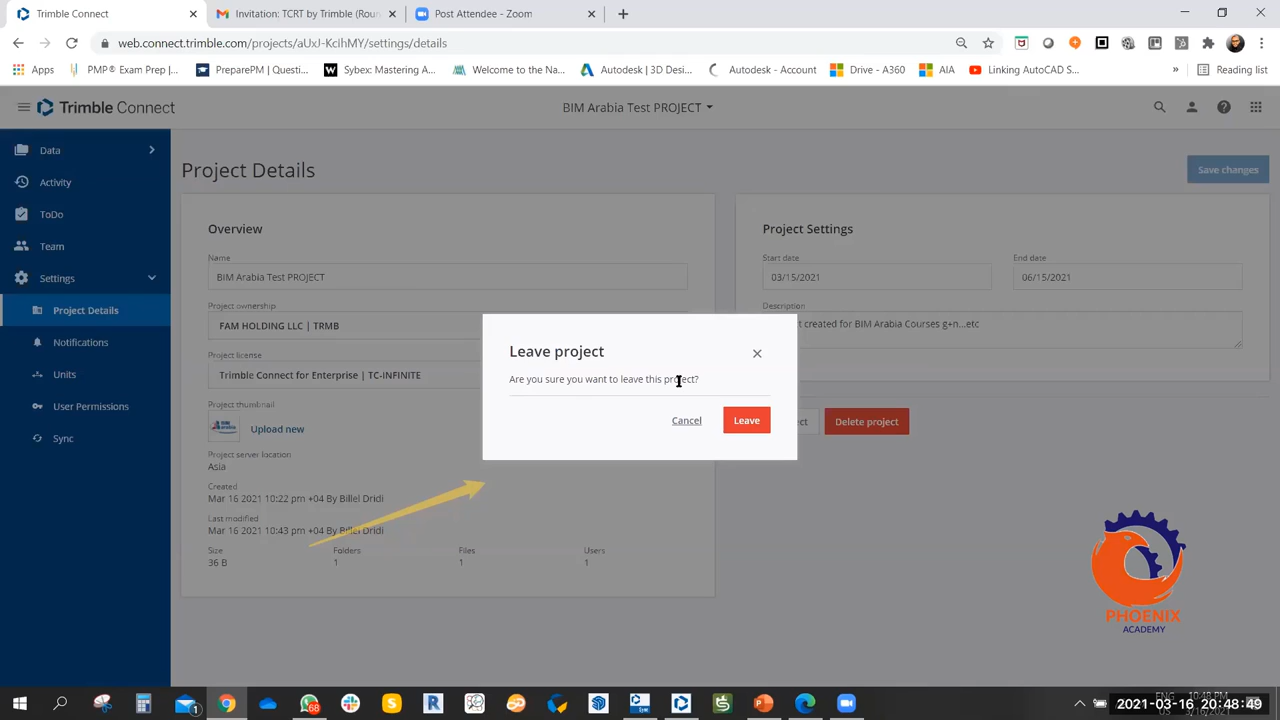 Trimble Connect
Invitation: TCRT by Trimble (Rou
Post Attendee - Zoom
web.connect.trimble.com/projects/aUsI-KcihMY/settings/details
Apps
PMP® Exam Prep |...
PreparePM | Questi...
Sybex: Mastering A...
Welcome to the Na...
Autodesk | 3D Desi...
Autodesk - Account
Drive - A360
AIA
Linking AutoCAD S...
»
Reading list
Trimble Connect
BIM Arabia Test PROJECT
Data
Activity
ToDo
Team
Settings
Project Details
Notifications
Units
User Permissions
Sync
Project Details
Save changes
Overview
Name
BIM Arabia Test PROJECT
Project ownership
FAM HOLDING LLC | TRMB
Project license
Trimble Connect for Enterprise | TC-INFINITE
Project thumbnail
Upload new
Project server location
Asia
Created
Mar 16 2021 10:22 pm +04 By Billel Dridi
Last modified
Mar 16 2021 10:43 pm +04 By Billel Dridi
Size
36 B
Folders
1
Files
1
Users
1
Project Settings
Start date
03/15/2021
End date
06/15/2021
Description
t created for BIM Arabia Courses g+n...etc
ct
Delete project
Leave project
Are you sure you want to leave this project?
Cancel
Leave
PHOENIX
ACADEMY
68
1
2021-03-16 20:48:49